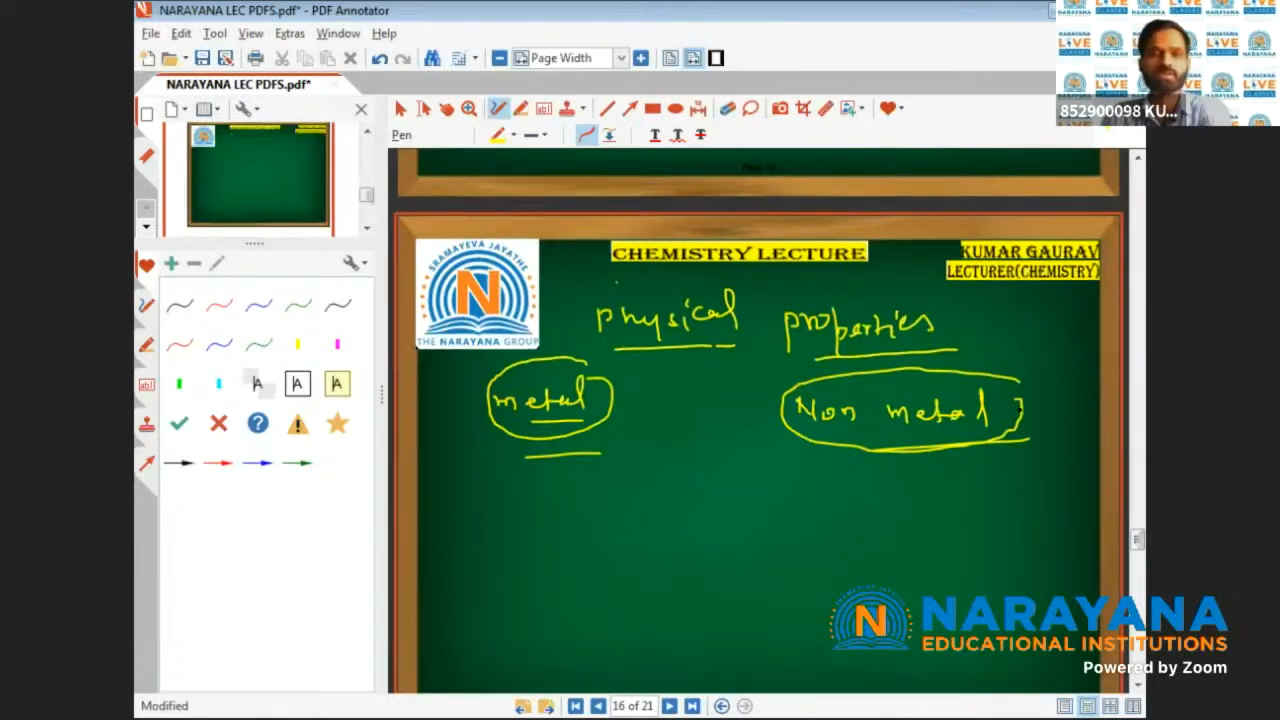 NARAYANA LEC PDFS.pdf* - PDF Annotator
File Edit Tool View Extras Window Help
Page Width
NARAYANA LEC PDFS.pdf*
Pen
SRAMAYEVA JAYATHE
N
THE NARAYANA GROUP
CHEMISTRY LECTURE
KUMAR GAURAV
LECTURER(CHEMISTRY)
physical properties
metal
Non metal
852900098 KU...
NARAYANA
EDUCATIONAL INSTITUTIONS
Powered by Zoom
Modified
16 of 21